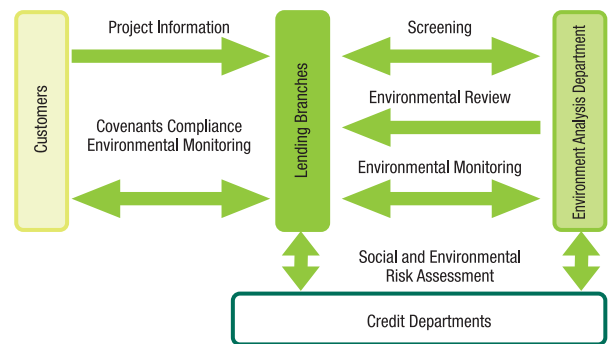 Project Information
Screening
Customers
Covenants Compliance
Environmental Monitoring
Lending Branches
Environmental Review
Environmental Monitoring
Environment Analysis Department
Social and Environmental
Risk Assessment
Credit Departments